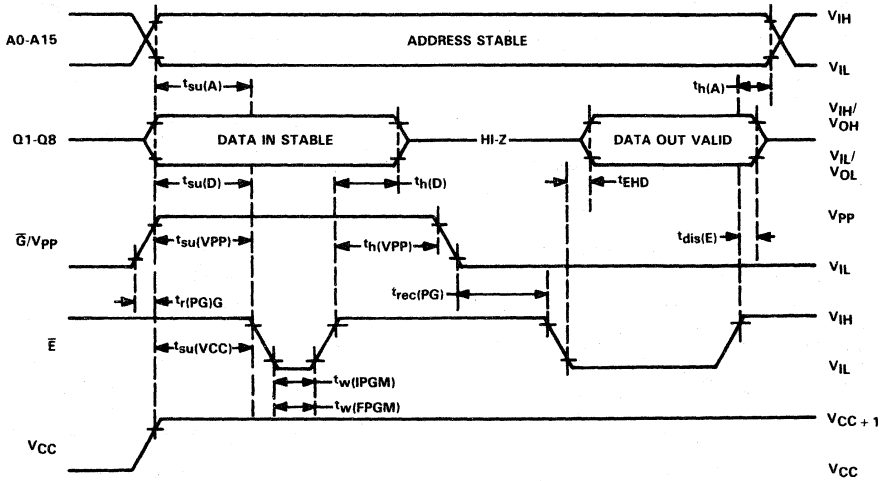 VIH
A0-A15
ADDRESS STABLE
VIL
tsu(A)
th(A)
VIH/
VOH
Q1-Q8
DATA IN STABLE
HI-Z
DATA OUT VALID
VIL/
VOL
tsu(D)
th(D)
tEHD
VPP
G̅/VPP
tsu(VPP)
th(VPP)
tdis(E)
VIL
tr(PG)G
trec(PG)
VIH
E̅
tsu(VCC)
VIL
tw(IPGM)
tw(FPGM)
VCC + 1
VCC
VCC